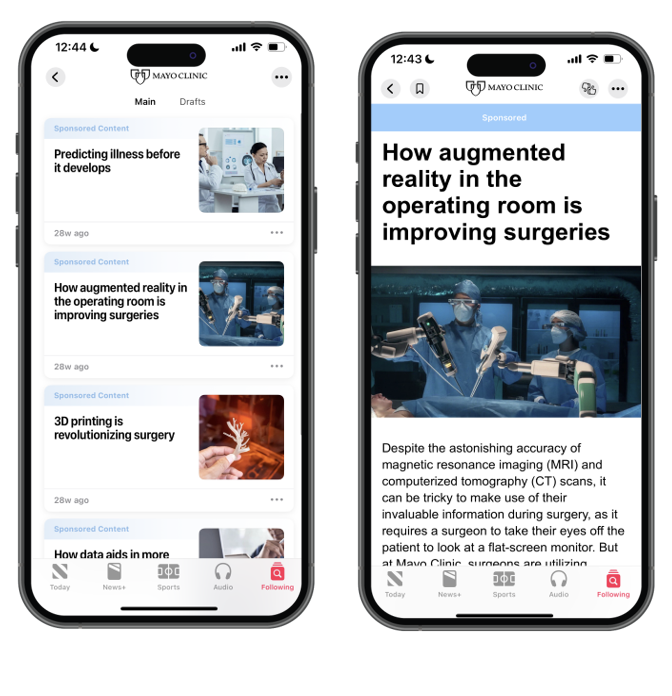 12:44
MAYO CLINIC
Main
Drafts
Sponsored Content
Predicting illness before
it develops
28w ago
Sponsored Content
How augmented reality in
the operating room is
improving surgeries
28w ago
Sponsored Content
3D printing is
revolutionizing surgery
28w ago
Sponsored Content
How data aids in more
Today
News+
Sports
Audio
Following
12:43
MAYO CLINIC
Sponsored
How augmented
reality in the
operating room is
improving surgeries
Despite the astonishing accuracy of
magnetic resonance imaging (MRI) and
computerized tomography (CT) scans, it
can be tricky to make use of their
invaluable information during surgery, as it
requires a surgeon to take their eyes off the
patient to look at a flat-screen monitor. But
at Mayo Clinic, surgeons are utilizing
Today
News+
Sports
Audio
Following